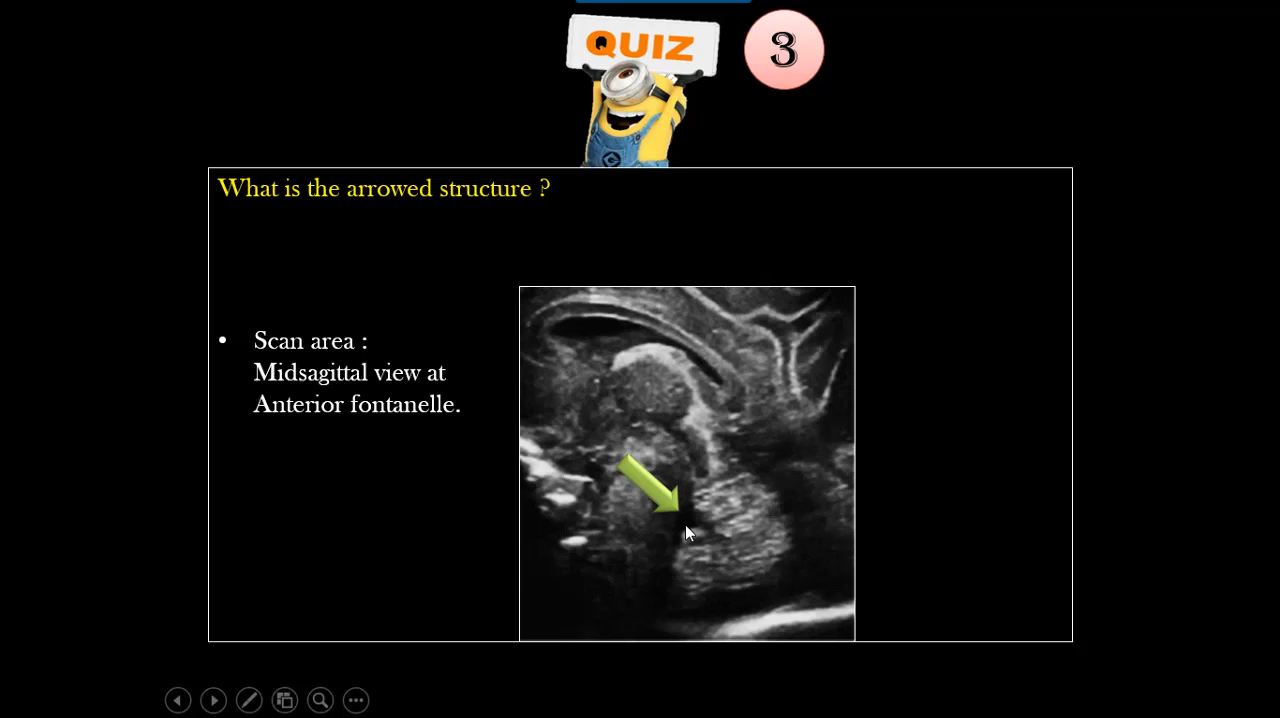 QUIZ
3
What is the arrowed structure ?
• Scan area :
Midsagittal view at
Anterior fontanelle.